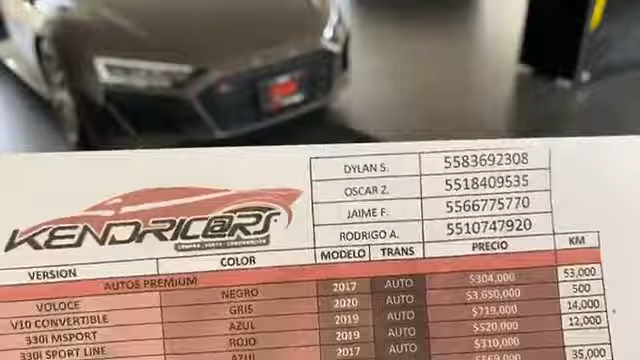 DYLAN S. 5583692308
OSCAR Z. 5518409535
JAIME F. 5566775770
RODRIGO A. 5510747920
KENDRIC@RS
VERSION COLOR MODELO TRANS PRECIO KM
AUTOS PREMIUM
VOLOCE NEGRO 2017 AUTO $304,000 53,000
V10 CONVERTIBLE GRIS 2020 AUTO $3,650,000 500
330i MSPORT AZUL 2019 AUTO $719,000 14,000
330i SPORT LINE ROJO 2019 AUTO $520,000 12,000
AZUL 2017 AUTO $310,000
35,000